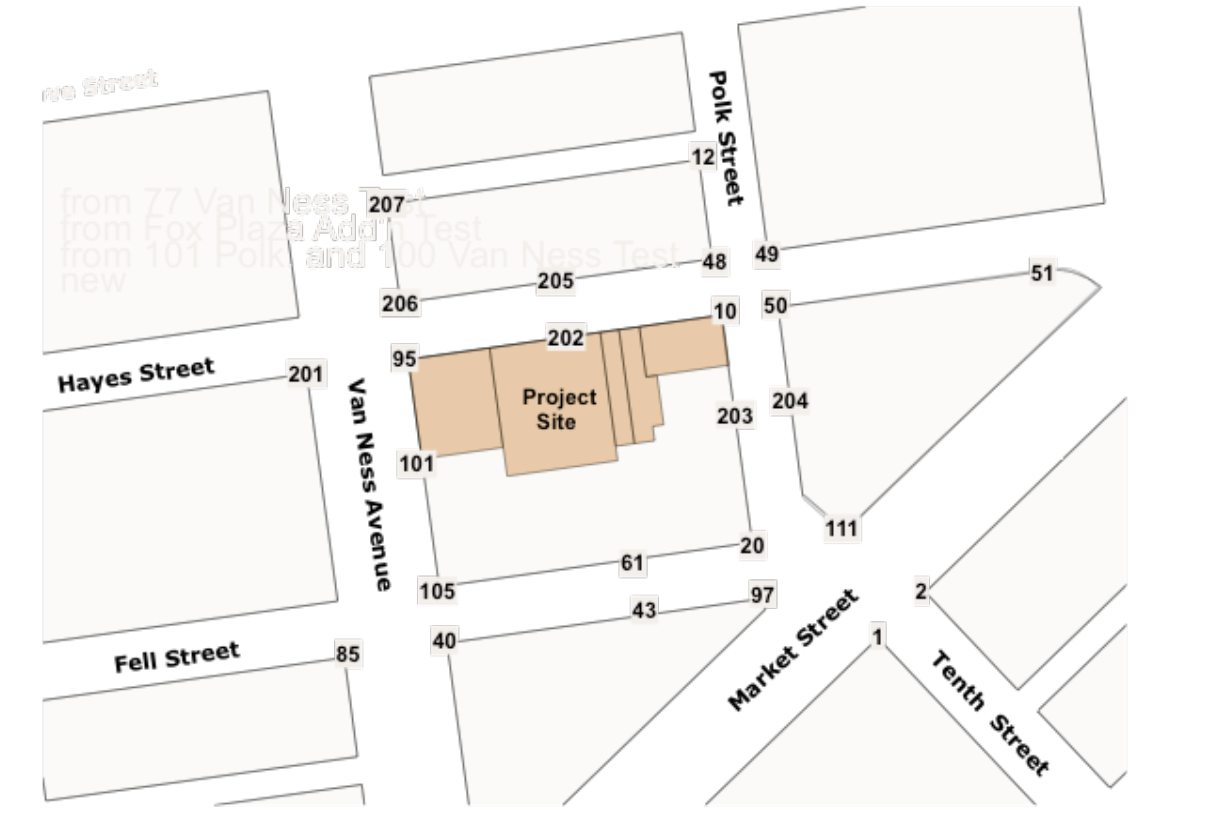 Street
Polk Street
12
from 77 Van Ness Test
207
from Fox Plaza Add'n Test
from 101 Polk, and 100 Van Ness Test
new
49
48
51
205
206
50
10
202
95
Hayes Street
201
Van Ness Avenue
Project
Site
204
203
101
111
20
61
105
2
97
43
Market Street
1
40
Fell Street
85
Tenth Street